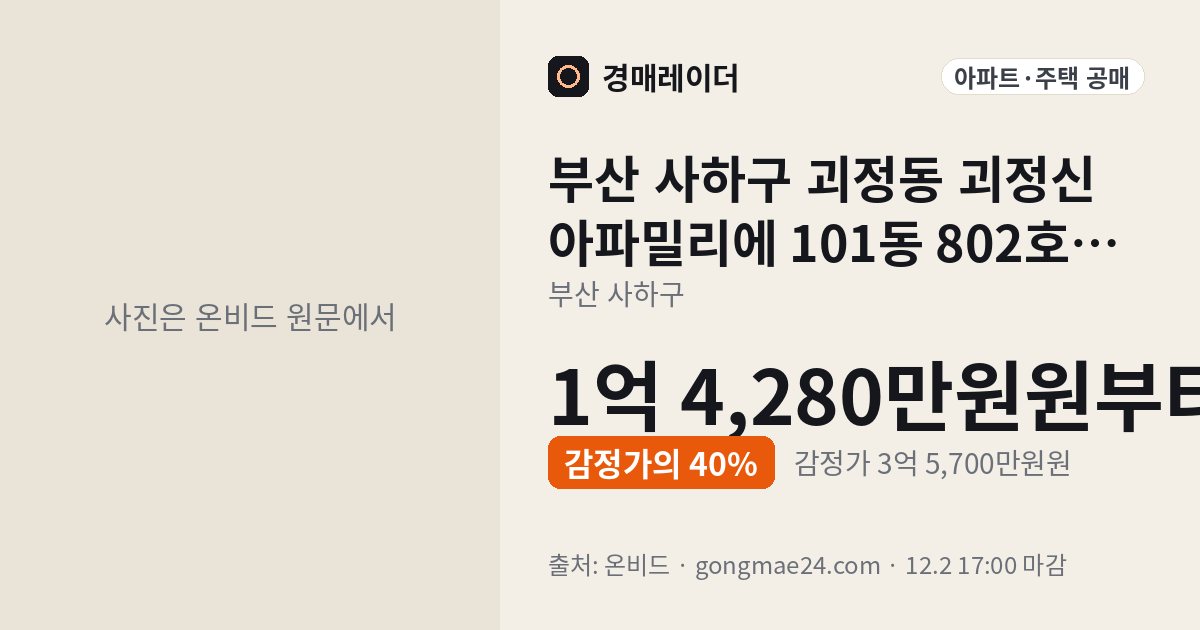 사진은 온비드 원문에서
경매레이더
아파트·주택 공매
부산 사하구 괴정동 괴정신
아파밀리에 101동 802호…
부산 사하구
1억 4,280만원원부터
감정가의 40%
감정가 3억 5,700만원원
출처: 온비드 · gongmae24.com · 12.2 17:00 마감